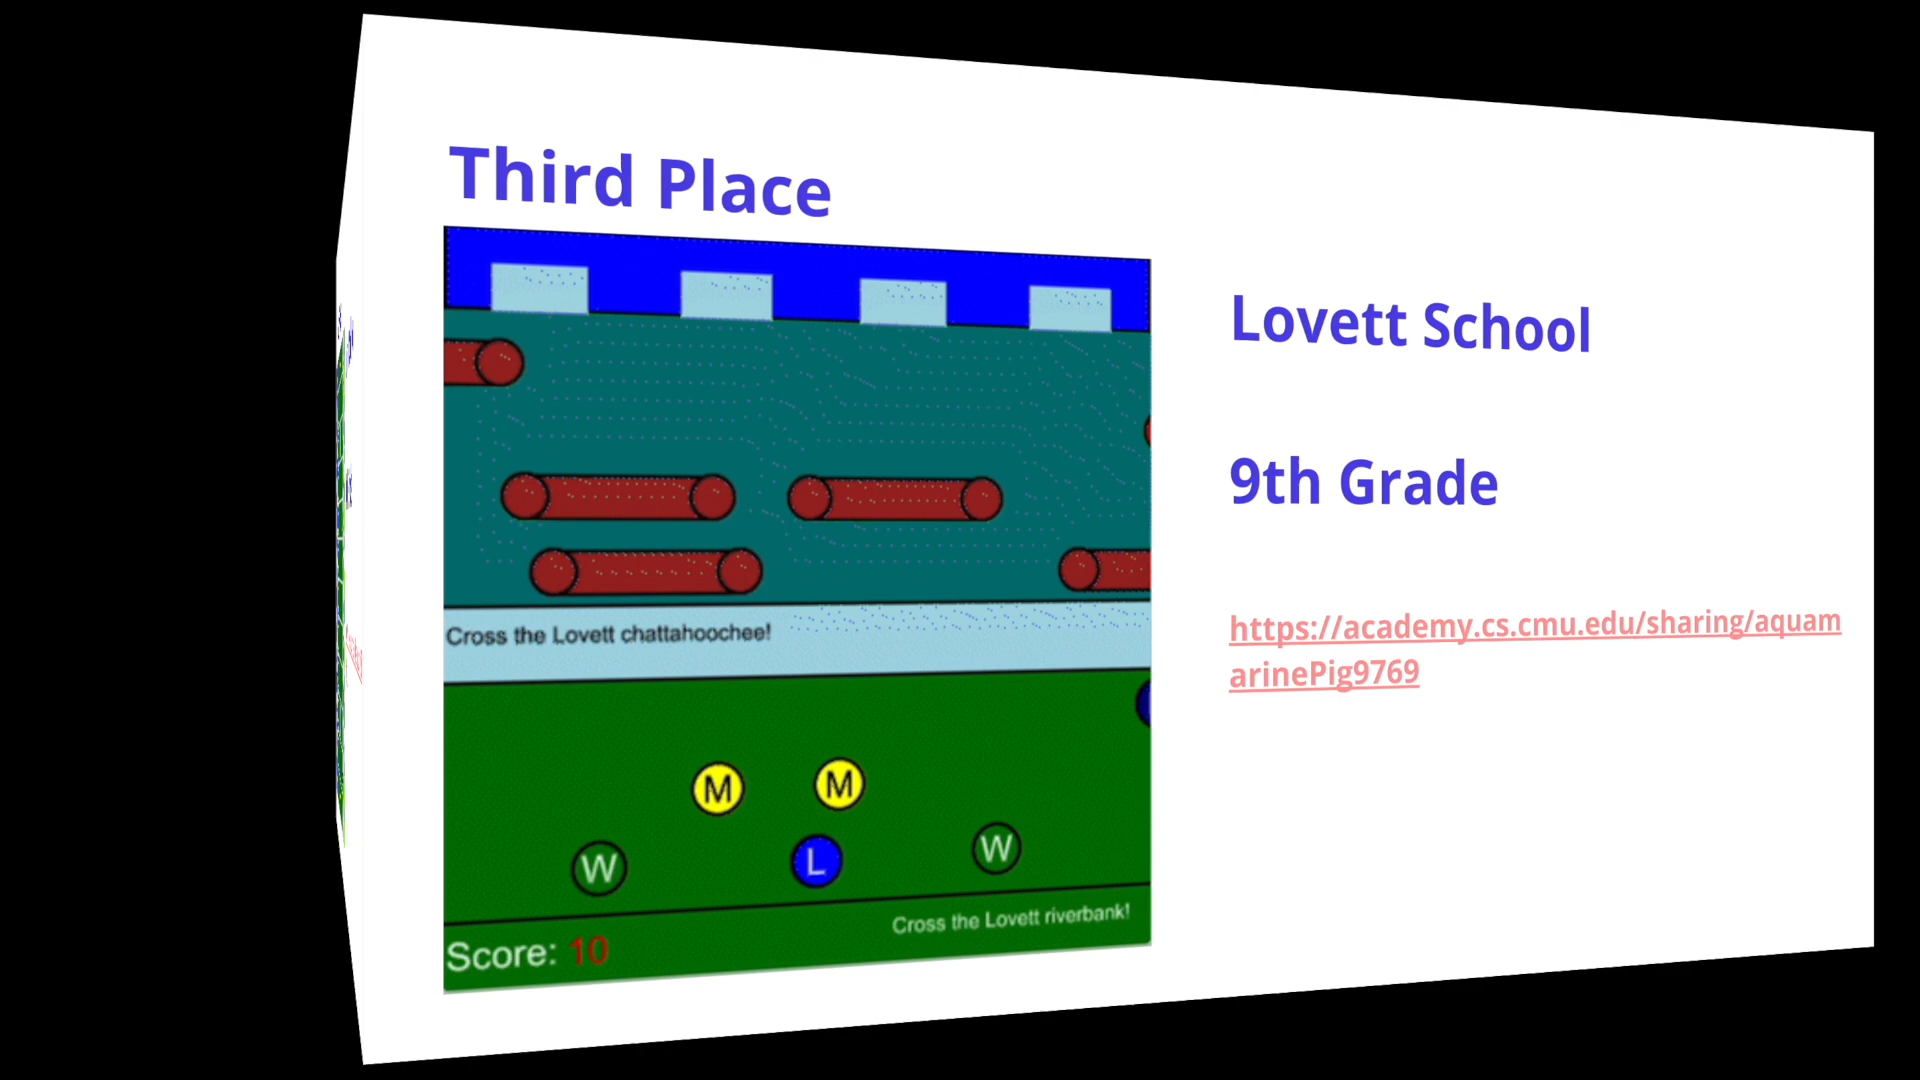 Third Place
Cross the Lovett chattahoochee!
M
M
W
L
W
Cross the Lovett riverbank!
Score: 10
Lovett School
9th Grade
https://academy.cs.cmu.edu/sharing/aquam
arinePig9769